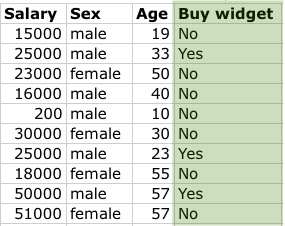 Salary Sex Age Buy widget
15000 male 19 No
25000 male 33 Yes
23000 female 50 No
16000 male 40 No
200 male 10 No
30000 female 30 No
25000 male 23 Yes
18000 female 55 No
50000 male 57 Yes
51000 female 57 No